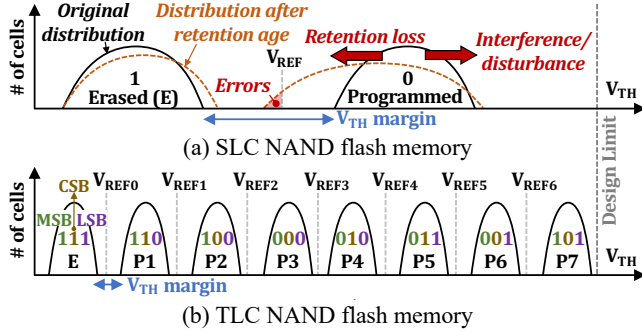 Original
distribution
Distribution after
retention age
V_REF
Retention loss
Interference/
disturbance
# of cells
1
Erased (E)
Errors
0
Programmed
V_TH
V_TH margin
(a) SLC NAND flash memory
Design Limit
CSB
V_REF0 V_REF1 V_REF2 V_REF3 V_REF4 V_REF5 V_REF6
# of cells
MSB LSB
111 110 100 000 010 011 001 101
E P1 P2 P3 P4 P5 P6 P7
V_TH
V_TH margin
(b) TLC NAND flash memory